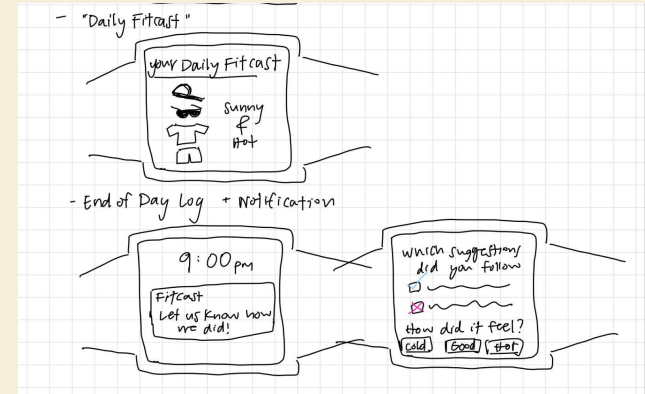 - "Daily Fitcast"
your Daily Fitcast
sunny
&
Hot
- End of Day Log + Notification
9:00 pm
Fitcast
Let us know how
we did!
which suggestions
did you follow
How did it feel?
Cold Good Hot